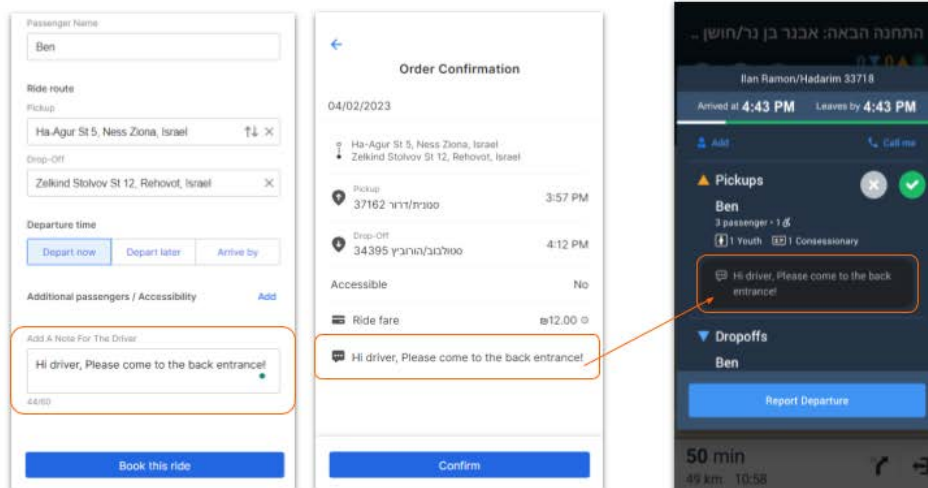 Passenger Name
Ben
Ride route
Pickup
Ha-Agur St 5, Ness Ziona, Israel
Drop-Off
Zelkind Stolvov St 12, Rehovot, Israel
Departure time
Depart now
Depart later
Arrive by
Additional passengers / Accessibility
Add
Add A Note For The Driver
Hi driver, Please come to the back entrance!
44/60
Book this ride
Order Confirmation
04/02/2023
Ha-Agur St 5, Ness Ziona, Israel
Zelkind Stolvov St 12, Rehovot, Israel
Pickup
סנונית/דרור 37162
3:57 PM
Drop-Off
סטולבוב/הורוביץ 34395
4:12 PM
Accessible
No
Ride fare
₪12.00
Hi driver, Please come to the back entrance!
Confirm
התחנה הבאה: אבנר בן נר/חושן ..
Ilan Ramon/Hadarim 33718
Arrived at 4:43 PM
Leaves by 4:43 PM
Add
Call me
Pickups
Ben
3 passenger • 1
1 Youth
1 Consessionary
Hi driver, Please come to the back
entrance!
Dropoffs
Ben
Report Departure
50 min
49 km 10:58